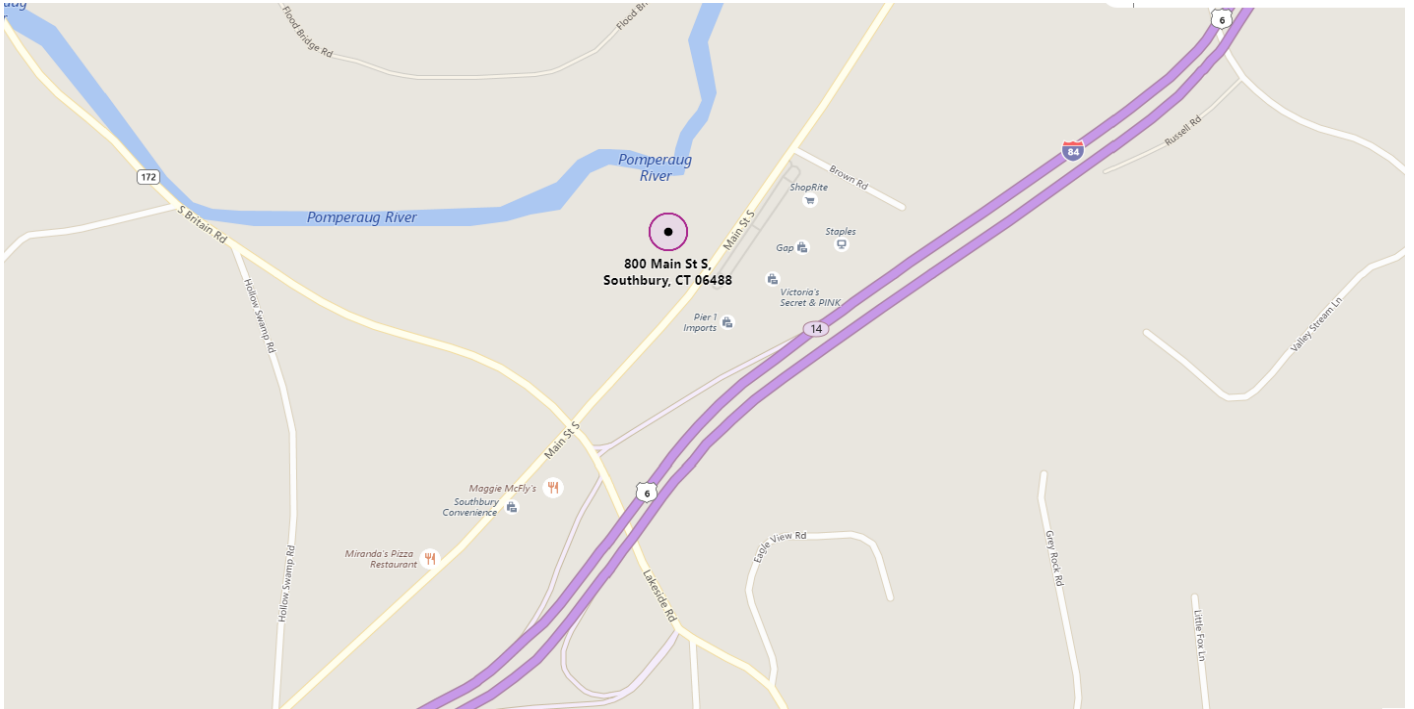 Flood Bridge Rd
6
Pomperaug
River
84
Russell Rd
172
Brown Rd
ShopRite
S Britain Rd
Pomperaug River
Main St S
Staples
Gap
800 Main St S,
Southbury, CT 06488
Victoria's
Secret & PINK
Hollow Swamp Rd
Pier 1
Imports
14
Valley Stream Ln
Main St S
Maggie McFly's
6
Southbury
Convenience
Miranda's Pizza
Restaurant
Eagle View Rd
Grey Rock Rd
Hollow Swamp Rd
Lakeside Rd
Little Fox Ln